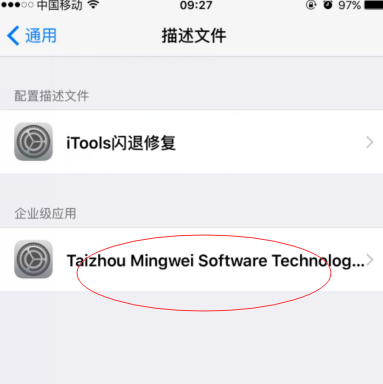 中国移动 09:27 97%
通用 描述文件
配置描述文件
iTools闪退修复
企业级应用
Taizhou Mingwei Software Technolog...